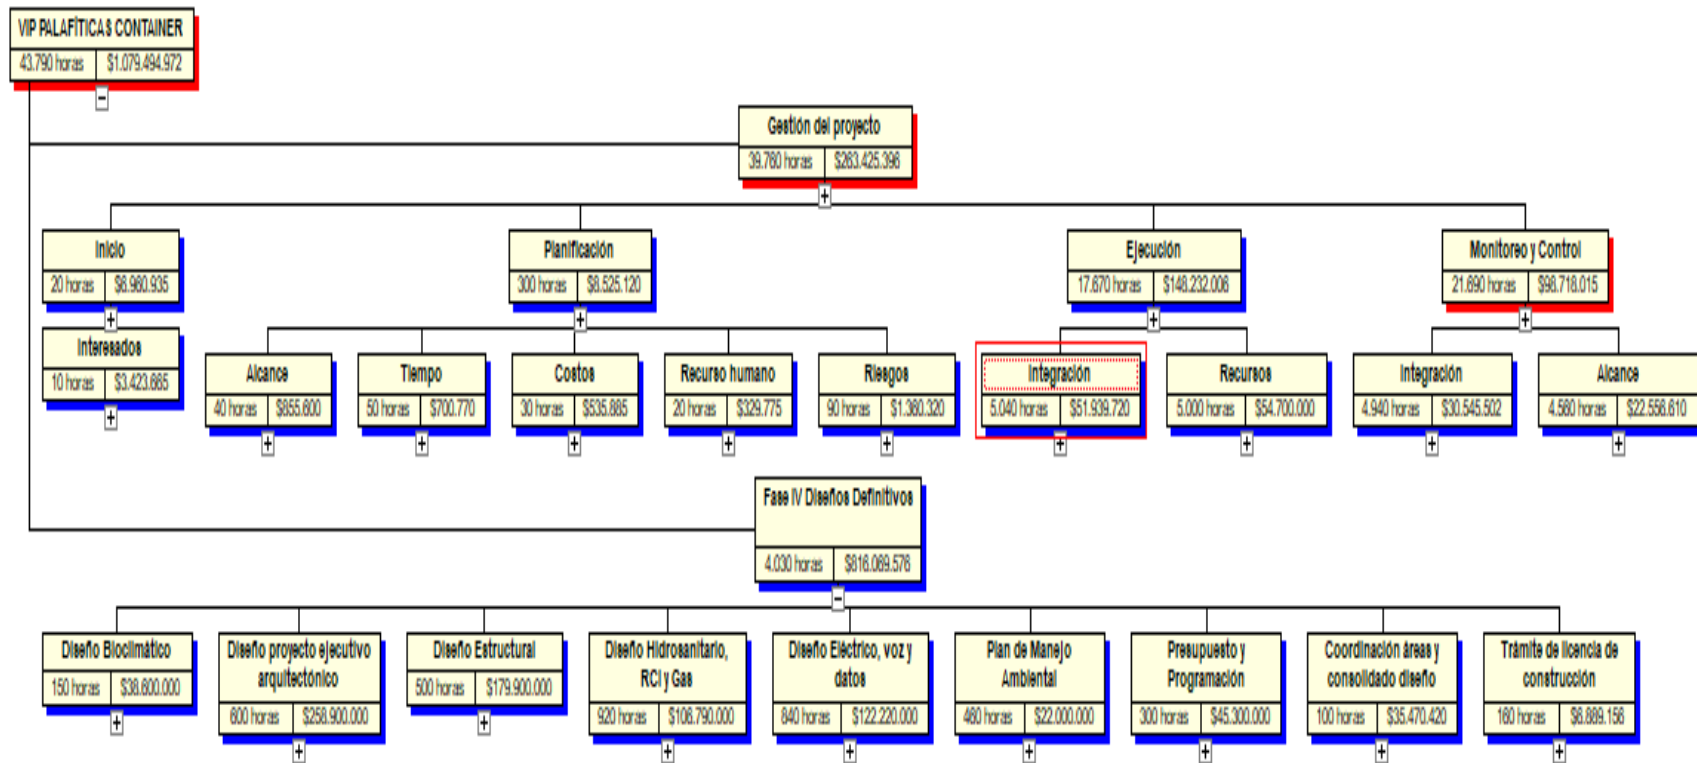 VIP PALAFÍTICAS CONTAINER
43.790 horas $1.079.494.972
Gestión del proyecto
39.760 horas $263.425.396
Inicio
20 horas $6.960.935
Planificación
300 horas $8.525.120
Ejecución
17.670 horas $148.232.006
Monitoreo y Control
21.690 horas $98.718.015
Interesados
10 horas $3.423.665
Alcance
40 horas $855.600
Tiempo
50 horas $700.770
Costos
30 horas $535.885
Recurso humano
20 horas $329.775
Riesgos
90 horas $1.360.320
Integración
5.040 horas $51.939.720
Recursos
5.000 horas $54.700.000
Integración
4.940 horas $30.545.502
Alcance
4.560 horas $22.556.610
Fase IV Diseños Definitivos
4.030 horas $816.069.576
Diseño Bioclimático
150 horas $38.600.000
Diseño proyecto ejecutivo
arquitectónico
600 horas $258.900.000
Diseño Estructural
500 horas $179.900.000
Diseño Hidrosanitario,
RCI y Gas
920 horas $106.790.000
Diseño Eléctrico, voz y
datos
840 horas $122.220.000
Plan de Manejo
Ambiental
460 horas $22.000.000
Presupuesto y
Programación
300 horas $45.300.000
Coordinación áreas y
consolidado diseño
100 horas $35.470.420
Trámite de licencia de
construcción
160 horas $6.889.156